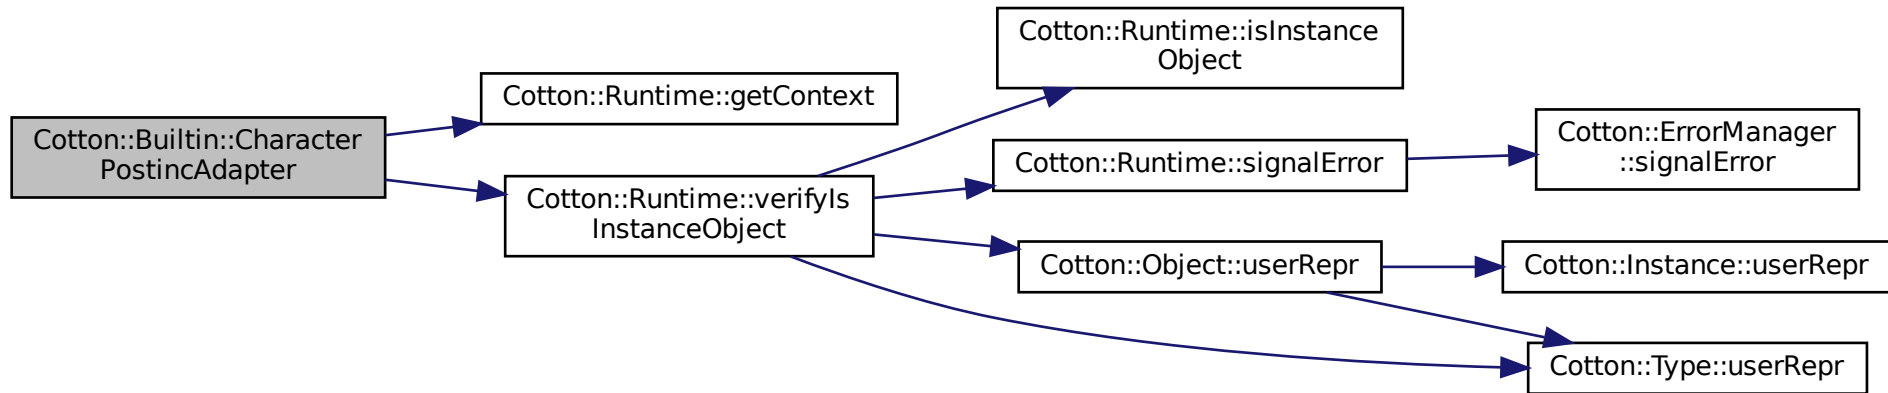 Cotton::Builtin::Character
PostincAdapter
Cotton::Runtime::getContext
Cotton::Runtime::verifyIs
InstanceObject
Cotton::Runtime::isInstance
Object
Cotton::Runtime::signalError
Cotton::ErrorManager
::signalError
Cotton::Object::userRepr
Cotton::Instance::userRepr
Cotton::Type::userRepr